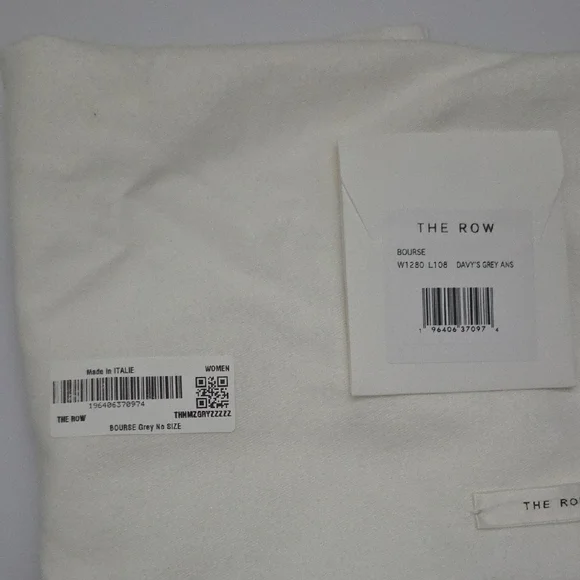 THE ROW
BOURSE
W1280 L108 DAVY'S GREY ANS
1 96406 37097 4
Made in ITALIE
WOMEN
196406370974
THE ROW
THHMZGRYZZZZZ
BOURSE Grey No SIZE
THE RO